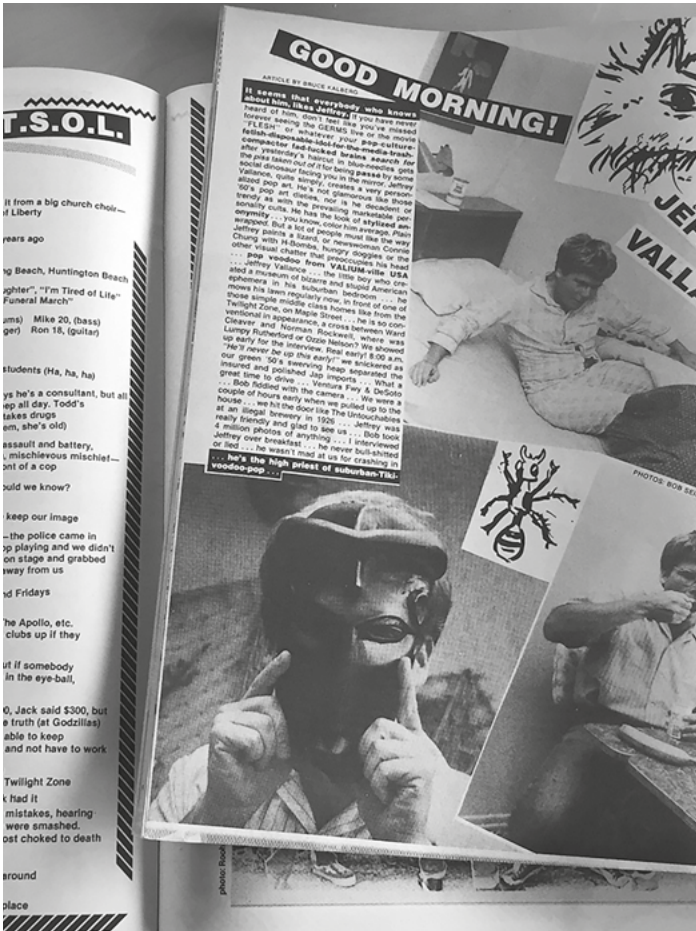 T.S.O.L.
it from a big church choir—
of Liberty
years ago
ng Beach, Huntington Beach
ughter", "I'm Tired of Life"
Funeral March"
ums) Mike 20, (bass)
ger) Ron 18, (guitar)
students (Ha, ha, ha)
ys he's a consultant, but all
ep all day. Todd's
takes drugs
em, she's old)
assault and battery,
, mischievous mischief—
ont of a cop
ould we know?
keep our image
—the police came in
op playing and we didn't
on stage and grabbed
away from us
nd Fridays
The Apollo, etc.
clubs up if they
ut if somebody
in the eye-ball,
00, Jack said $300, but
e truth (at Godzillas)
able to keep
and not have to work
Twilight Zone
k had it
mistakes, hearing
were smashed.
ost choked to death
around
place
GOOD MORNING!
ARTICLE BY BRUCE KALBERG
It seems that everybody who knows
about him, likes Jeffrey. If you have never
heard of him, don't feel like you've missed
forever seeing the GERMS live or the movie
"FLESH" or whatever your pop-culture-
fetish-disposable-idol-for-the-media-trash-
compactor fad-fucked brains search for
after yesterday's haircut in blue-needles gets
the piss taken out of it for being passe by some
social dinosaur facing you in the mirror. Jeffrey
Vallance, quite simply, creates a very person-
alized pop art. He's not glamorous like those
'60's pop art dieties, nor is he decadent or
trendy as with the prevailing marketable per-
sonality cults. He has the look of stylized an-
onymity . . . you know, color him average. Plain
wrapped. But a lot of people must like the way
Jeffrey paints a lizard, or newswoman Connie
Chung with H-Bombs, hungry doggies or the
other visual chatter that preoccupies his head
. . . pop voodoo from VALIUM-ville USA
. . . Jeffrey Vallance . . . the little boy who cre-
ated a museum of bizarre and stupid American
ephemera in his suburban bedroom . . . he
mows his lawn regularly now, in front of one of
those simple middle class homes like from the
Twilight Zone, on Maple Street . . . he is so con-
ventional in appearance, a cross between Ward
Cleaver and Norman Rockwell, where was
Lumpy Rutherford or Ozzie Nelson? We showed
up early for the interview. Real early! 8:00 a.m.
"He'll never be up this early!" we snickered as
our green '50's swerving heap separated the
insured and polished Jap imports . . . What a
great time to drive . . . Ventura Fwy & DeSoto
. . . Bob fiddled with the camera . . . We were a
couple of hours early when we pulled up to the
house . . . we hit the door like The Untouchables
at an illegal brewery in 1926 . . . Jeffrey was
really friendly and glad to see us . . . Bob took
4 million photos of anything . . . I interviewed
Jeffrey over breakfast . . . he never bull-shitted
or lied . . . he wasn't mad at us for crashing in
. . . he's the high priest of suburban-Tiki-
voodoo-pop . . .
JEF
VALLA
PHOTOS: BOB SE
photo: Roc